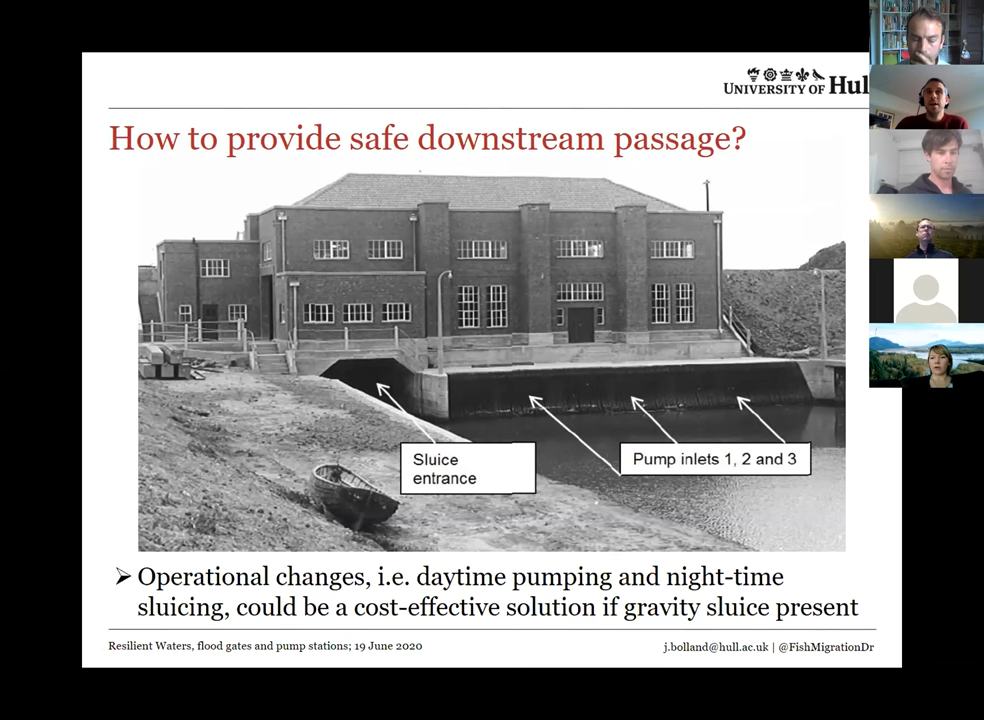 UNIVERSITY OF Hul
How to provide safe downstream passage?
Sluice
entrance
Pump inlets 1, 2 and 3
➢ Operational changes, i.e. daytime pumping and night-time
sluicing, could be a cost-effective solution if gravity sluice present
Resilient Waters, flood gates and pump stations; 19 June 2020
j.bolland@hull.ac.uk | @FishMigrationDr